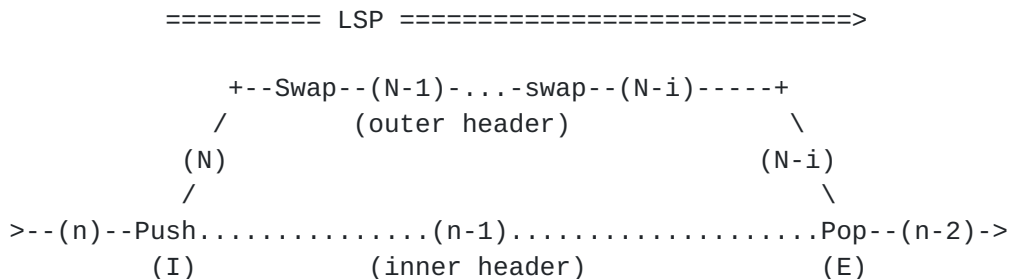 ========== LSP =============================>
+--Swap--(N-1)-...-swap--(N-i)-----+
/ (outer header) \
(N) (N-i)
/ \
>--(n)--Push...............(n-1).....................Pop--(n-2)->
(I) (inner header) (E)